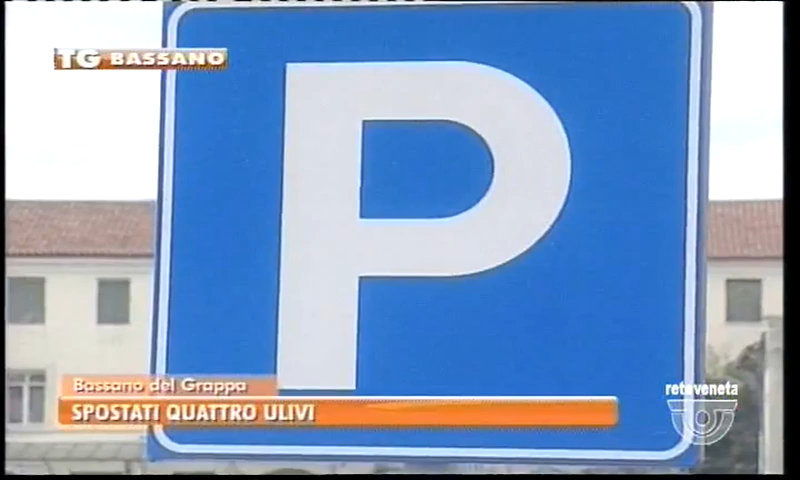 TG BASSANO
P
Bassano del Grappa
SPOSTATI QUATTRO ULIVI
reteveneta